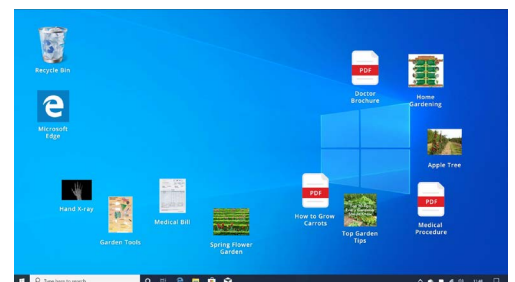 Recycle Bin
PDF
Doctor
Brochure
Home
Gardening
Microsoft
Edge
Apple Tree
Hand X-ray
Garden Tools
Medical Bill
Spring Flower
Garden
PDF
How to Grow
Carrots
Top Garden
Tips
PDF
Medical
Procedure
Type here to search